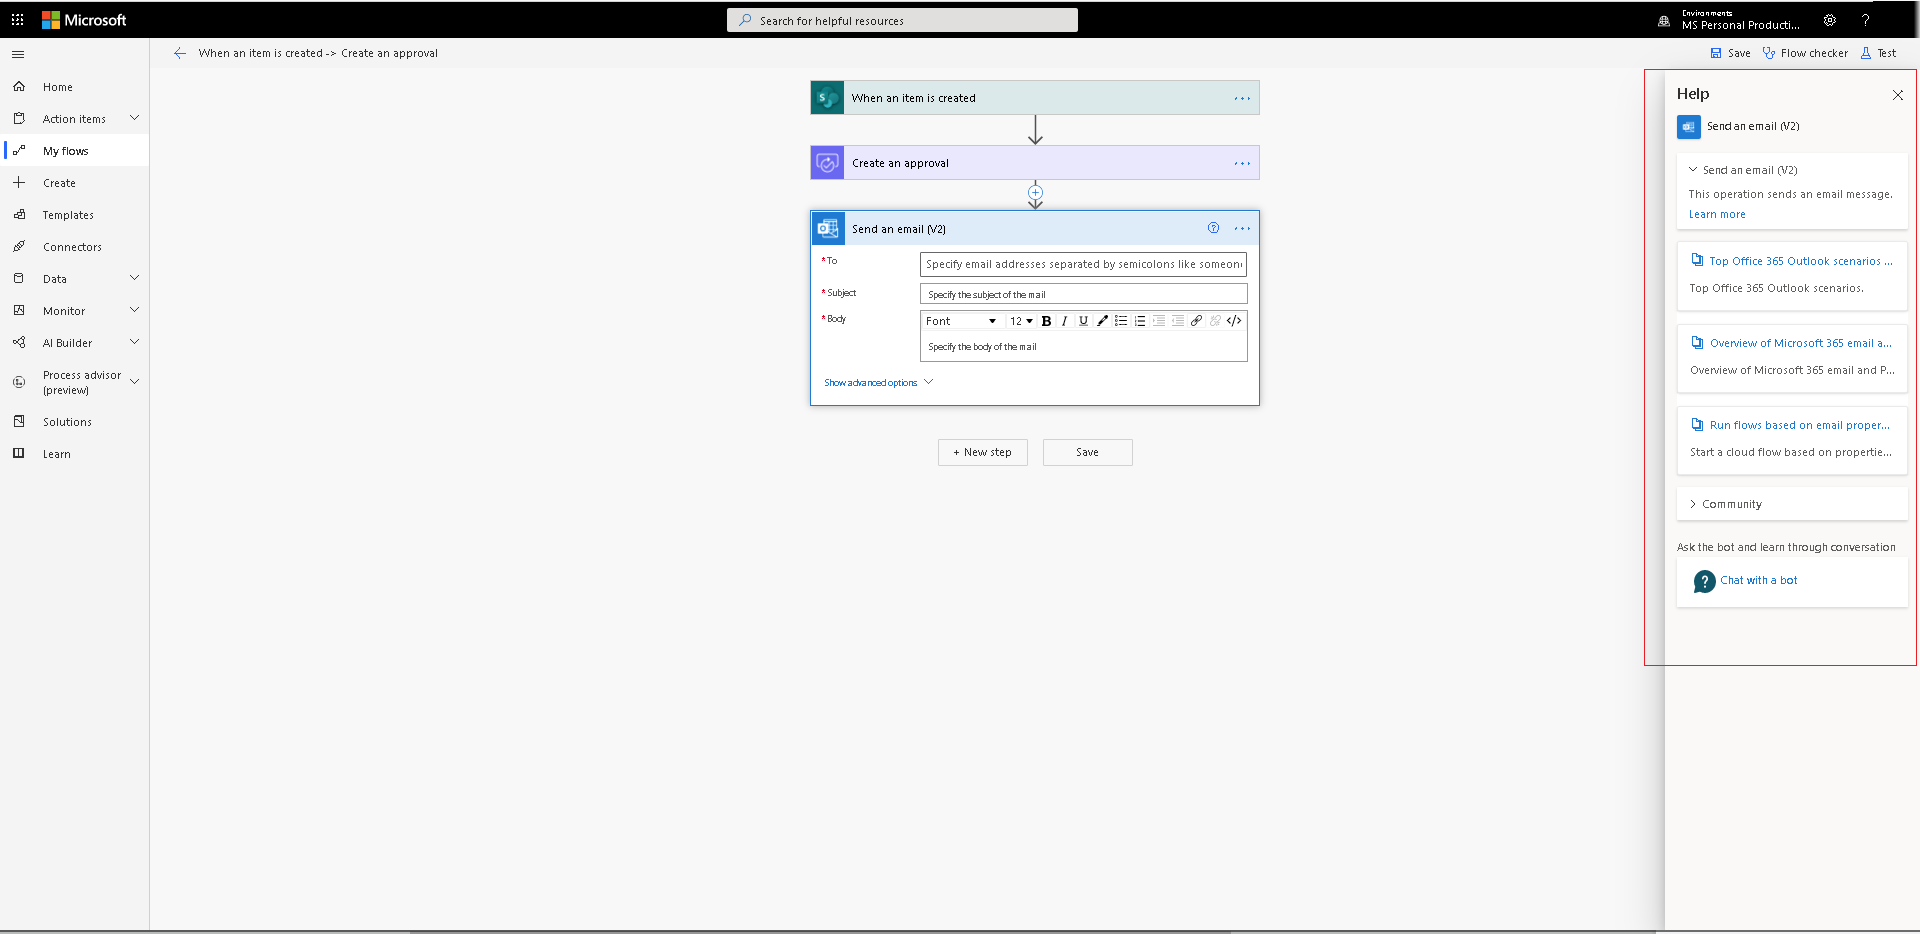 Microsoft
Search for helpful resources
Environments
MS Personal Producti...
?
When an item is created -> Create an approval
Save
Flow checker
Test
Home
Action items
My flows
Create
Templates
Connectors
Data
Monitor
AI Builder
Process advisor
(preview)
Solutions
Learn
When an item is created
Create an approval
Send an email (V2)
* To
Specify email addresses separated by semicolons like someone
* Subject
Specify the subject of the mail
* Body
Font
12
B I U </>
Specify the body of the mail
Show advanced options
+ New step
Save
Help
Send an email (V2)
Send an email (V2)
This operation sends an email message.
Learn more
Top Office 365 Outlook scenarios ...
Top Office 365 Outlook scenarios.
Overview of Microsoft 365 email a...
Overview of Microsoft 365 email and P...
Run flows based on email proper...
Start a cloud flow based on propertie...
Community
Ask the bot and learn through conversation
Chat with a bot